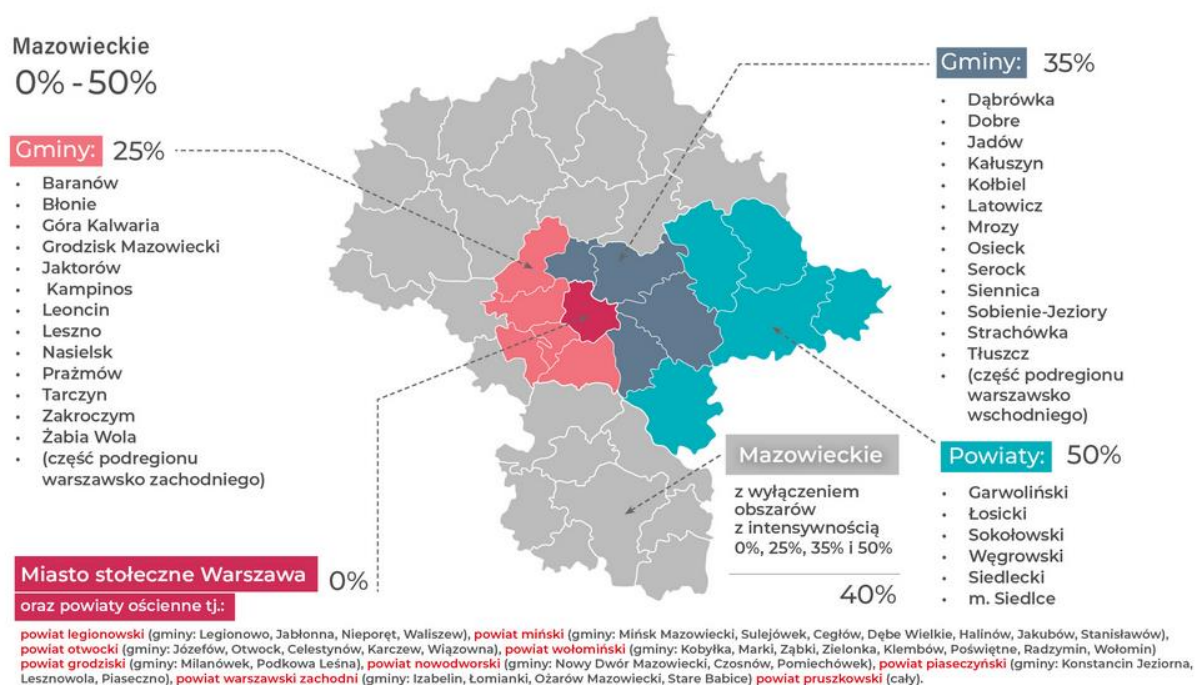 Mazowieckie
0% - 50%
Gminy: 25%
• Baranów
• Błonie
• Góra Kalwaria
• Grodzisk Mazowiecki
• Jaktorów
• Kampinos
• Leoncin
• Leszno
• Nasielsk
• Prażmów
• Tarczyn
• Zakroczym
• Żabia Wola
• (część podregionu
warszawsko zachodniego)
Gminy: 35%
• Dąbrówka
• Dobre
• Jadów
• Kałuszyn
• Kołbiel
• Latowicz
• Mrozy
• Osieck
• Serock
• Siennica
• Sobienie-Jeziory
• Strachówka
• Tłuszcz
• (część podregionu
warszawsko
wschodniego)
Mazowieckie
z wyłączeniem
obszarów
z intensywnością
0%, 25%, 35% i 50%
40%
Powiaty: 50%
• Garwoliński
• Łosicki
• Sokołowski
• Węgrowski
• Siedlecki
• m. Siedlce
Miasto stołeczne Warszawa 0%
oraz powiaty ościenne tj.:
powiat legionowski (gminy: Legionowo, Jabłonna, Nieporęt, Waliszew), powiat miński (gminy: Mińsk Mazowiecki, Sulejówek, Cegłów, Dębe Wielkie, Halinów, Jakubów, Stanisławów),
powiat otwocki (gminy: Józefów, Otwock, Celestynów, Karczew, Wiązowna), powiat wołomiński (gminy: Kobyłka, Marki, Ząbki, Zielonka, Klembów, Poświętne, Radzymin, Wołomin)
powiat grodziski (gminy: Milanówek, Podkowa Leśna), powiat nowodworski (gminy: Nowy Dwór Mazowiecki, Czosnów, Pomiechówek), powiat piaseczyński (gminy: Konstancin Jeziorna,
Lesznowola, Piaseczno), powiat warszawski zachodni (gminy: Izabelin, Łomianki, Ożarów Mazowiecki, Stare Babice) powiat pruszkowski (cały).